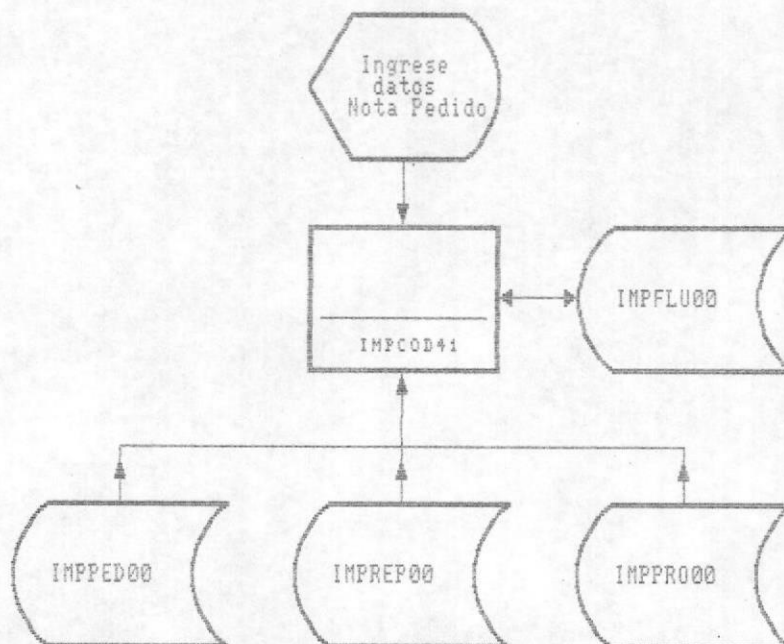 Ingrese
datos
Nota Pedido
IMPCOD41
IMPFLU00
IMPPED00
IMPREP00
IMPPRO00